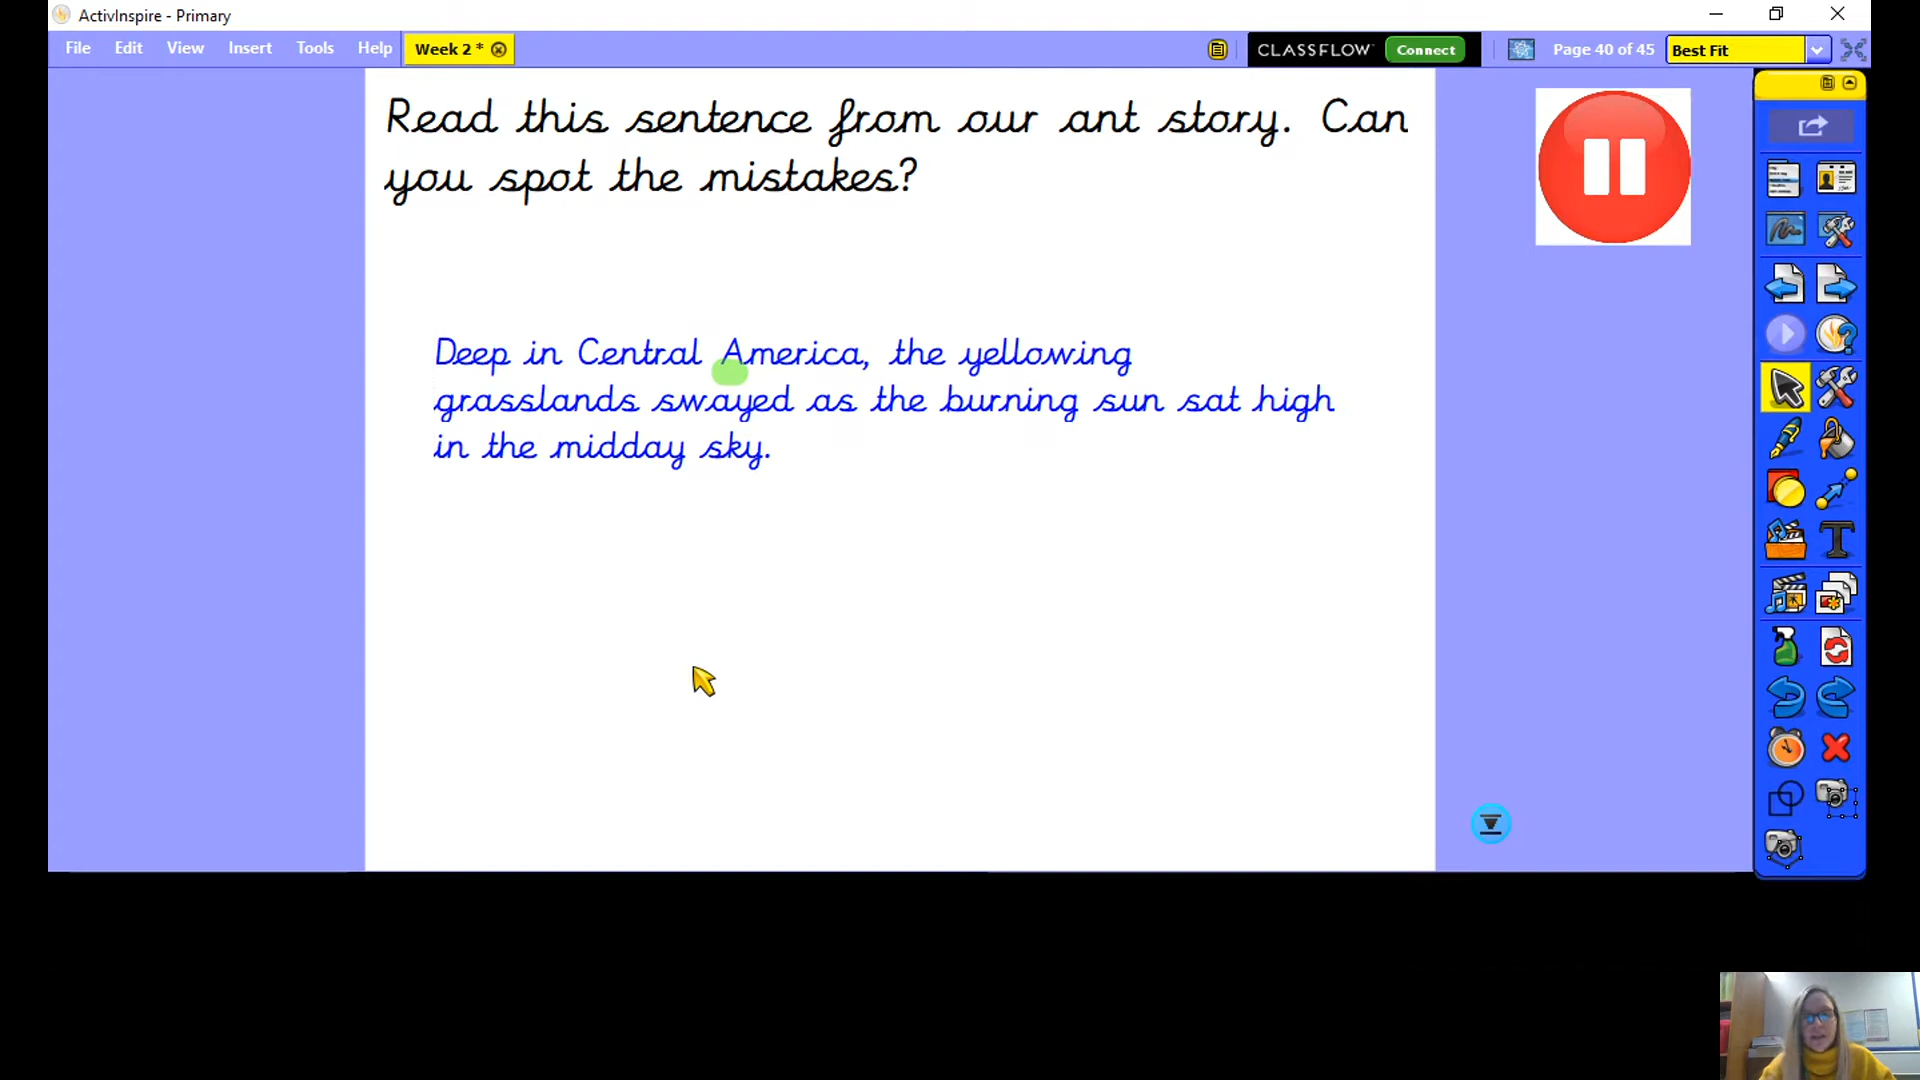 ActivInspire - Primary
File Edit View Insert Tools Help Week 2 * CLASSFLOW Connect Page 40 of 45 Best Fit
Read this sentence from our ant story. Can
you spot the mistakes?
Deep in Central America, the yellowing
grasslands swayed as the burning sun sat high
in the midday sky.